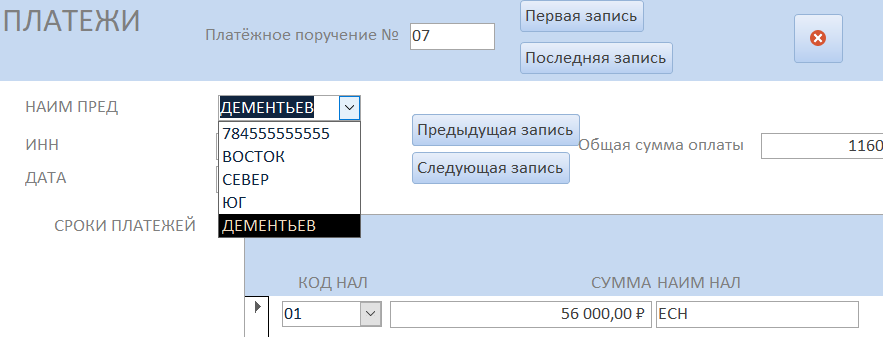 ПЛАТЕЖИ
Платёжное поручение № 07
Первая запись
Последняя запись
НАИМ ПРЕД ДЕМЕНТЬЕВ
784555555555
ВОСТОК
СЕВЕР
ЮГ
ДЕМЕНТЬЕВ
ИНН
ДАТА
Предыдущая запись
Следующая запись
Общая сумма оплаты 1160
СРОКИ ПЛАТЕЖЕЙ
КОД НАЛ СУММА НАИМ НАЛ
01 56 000,00 ₽ ЕСН